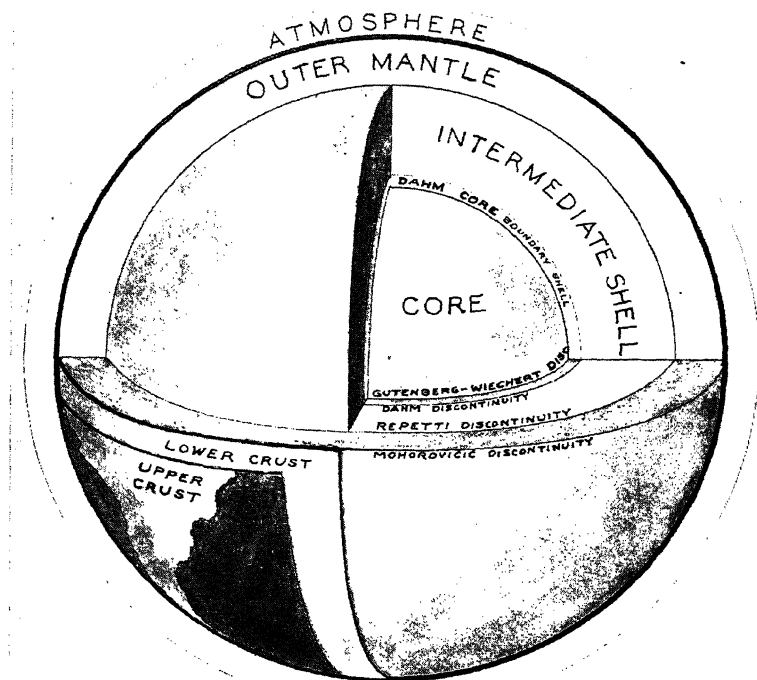 ATMOSPHERE
OUTER MANTLE
INTERMEDIATE SHELL
DAHM CORE BOUNDARY SHELL
CORE
GUTENBERG-WIECHERT DISC
DAHM DISCONTINUITY
REPETTI DISCONTINUITY
MOHOROVICIC DISCONTINUITY
LOWER CRUST
UPPER
CRUST